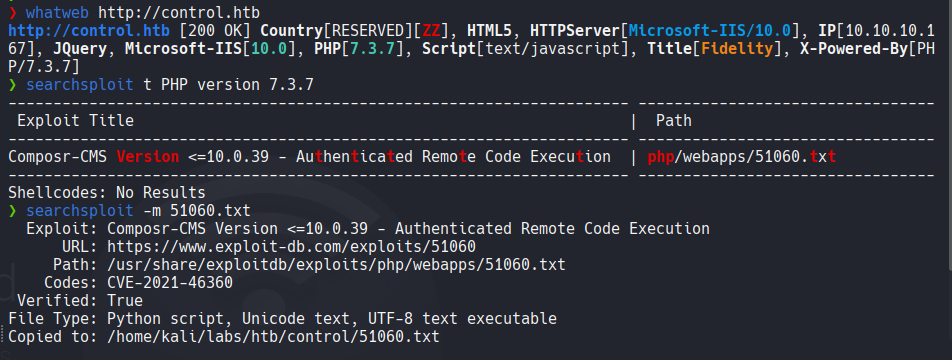 ❯ whatweb http://control.htb
http://control.htb [200 OK] Country[RESERVED][ZZ], HTML5, HTTPServer[Microsoft-IIS/10.0], IP[10.10.10.1
67], JQuery, Microsoft-IIS[10.0], PHP[7.3.7], Script[text/javascript], Title[Fidelity], X-Powered-By[PH
P/7.3.7]
❯ searchsploit t PHP version 7.3.7
---------------------------------------------------------------- ---------------------------------
Exploit Title | Path
---------------------------------------------------------------- ---------------------------------
Composr-CMS Version <=10.0.39 - Authenticated Remote Code Execution | php/webapps/51060.txt
---------------------------------------------------------------- ---------------------------------
Shellcodes: No Results
❯ searchsploit -m 51060.txt
Exploit: Composr-CMS Version <=10.0.39 - Authenticated Remote Code Execution
URL: https://www.exploit-db.com/exploits/51060
Path: /usr/share/exploitdb/exploits/php/webapps/51060.txt
Codes: CVE-2021-46360
Verified: True
File Type: Python script, Unicode text, UTF-8 text executable
Copied to: /home/kali/labs/htb/control/51060.txt